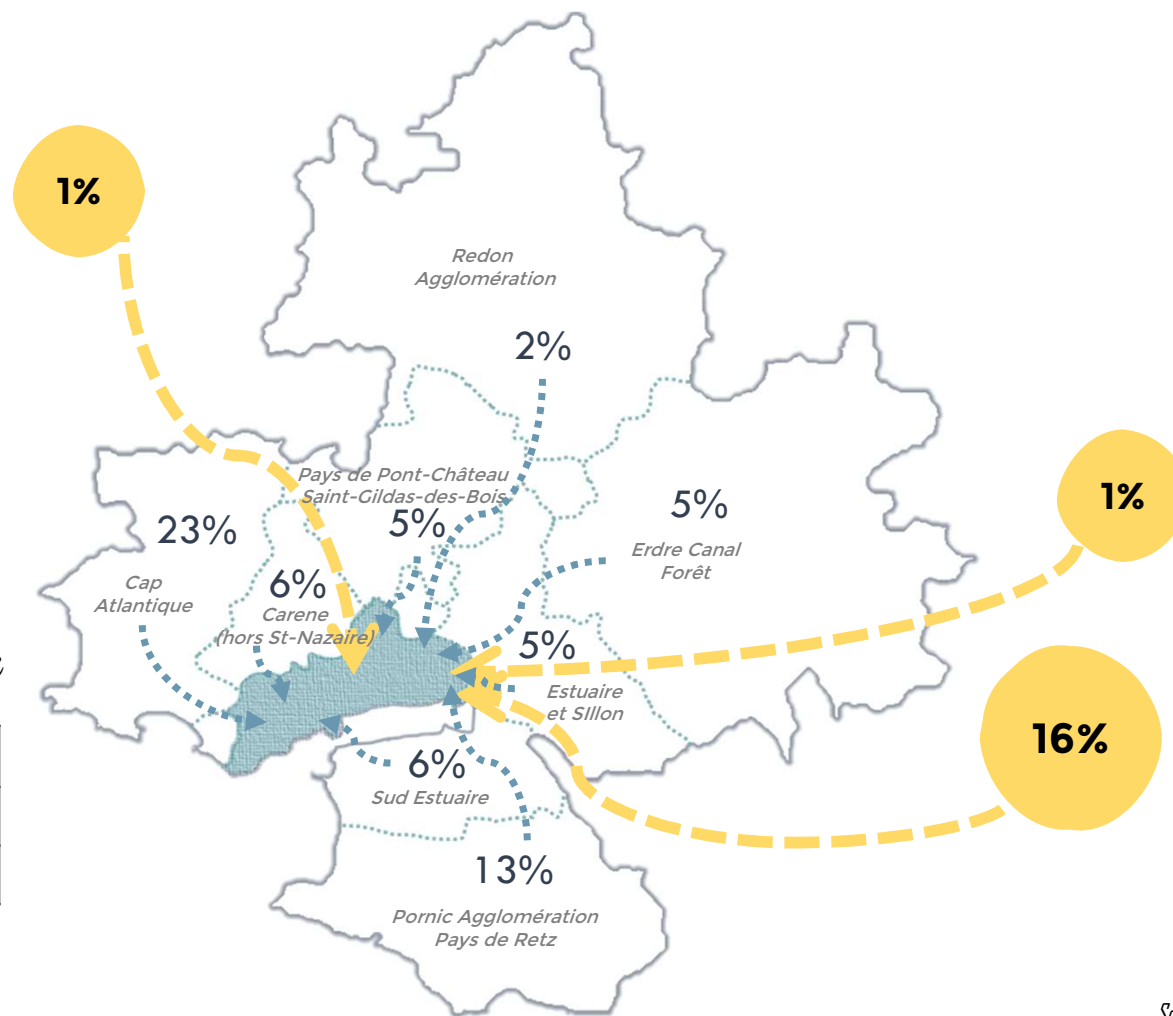 1%
Redon
Agglomération
2%
Pays de Pont-Château
Saint-Gildas-des-Bois
5%
23%
Cap
Atlantique
6%
Carene
(hors St-Nazaire)
5%
Erdre Canal
Forêt
1%
5%
Estuaire
et SIllon
16%
6%
Sud Estuaire
13%
Pornic Agglomération
Pays de Retz